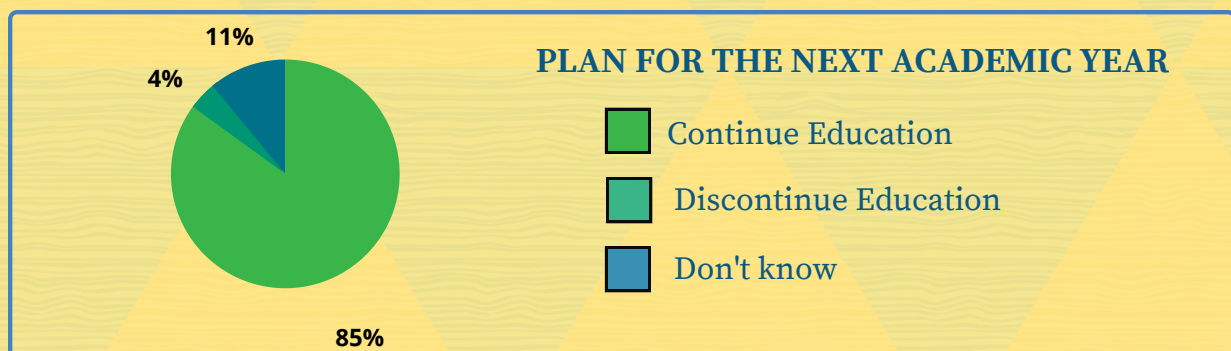 11%
4%
85%
PLAN FOR THE NEXT ACADEMIC YEAR
Continue Education
Discontinue Education
Don't know